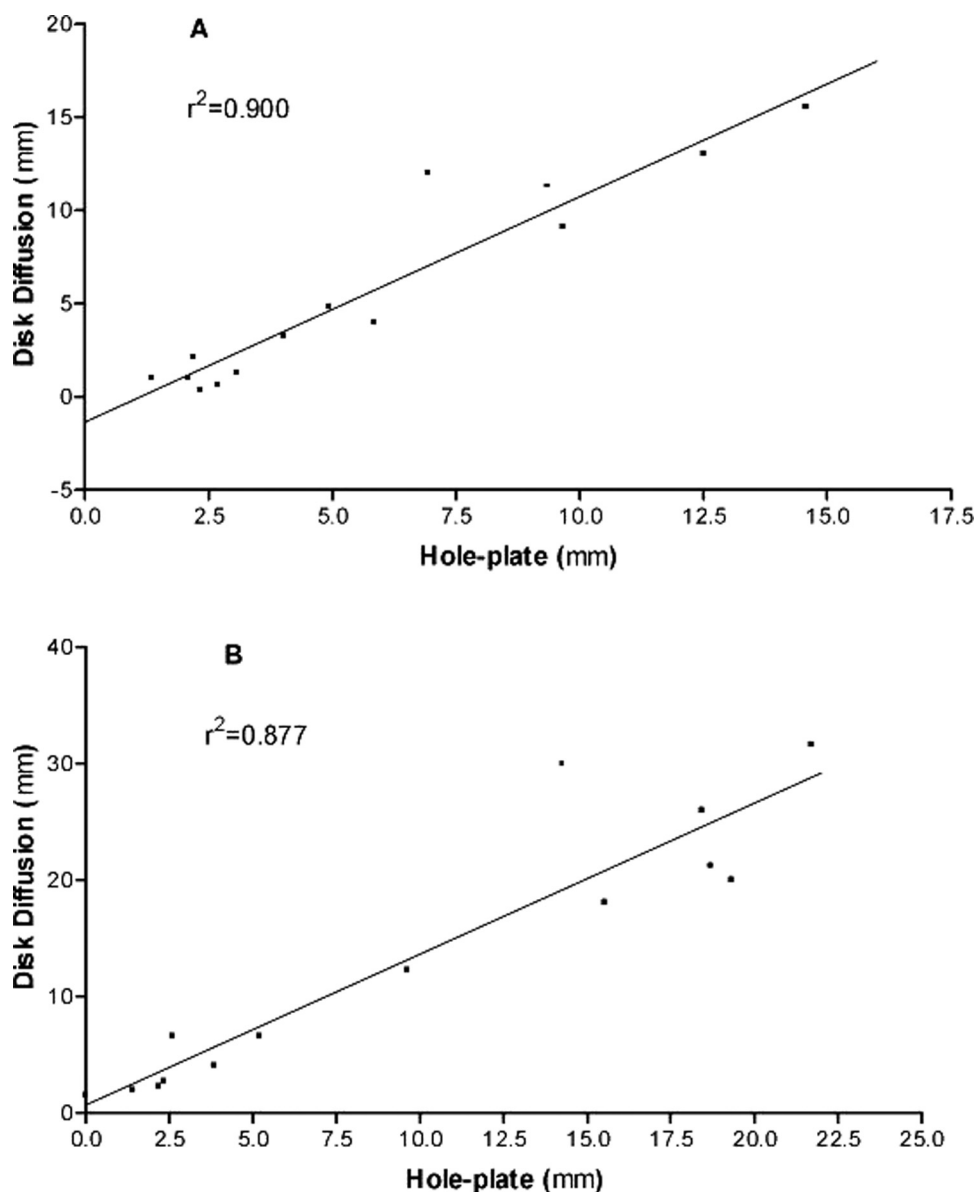 A
r²=0.900
Disk Diffusion (mm)
20
15
10
5
0
-5
0.0 2.5 5.0 7.5 10.0 12.5 15.0 17.5
Hole-plate (mm)
B
r²=0.877
Disk Diffusion (mm)
40
30
20
10
0
0.0 2.5 5.0 7.5 10.0 12.5 15.0 17.5 20.0 22.5 25.0
Hole-plate (mm)